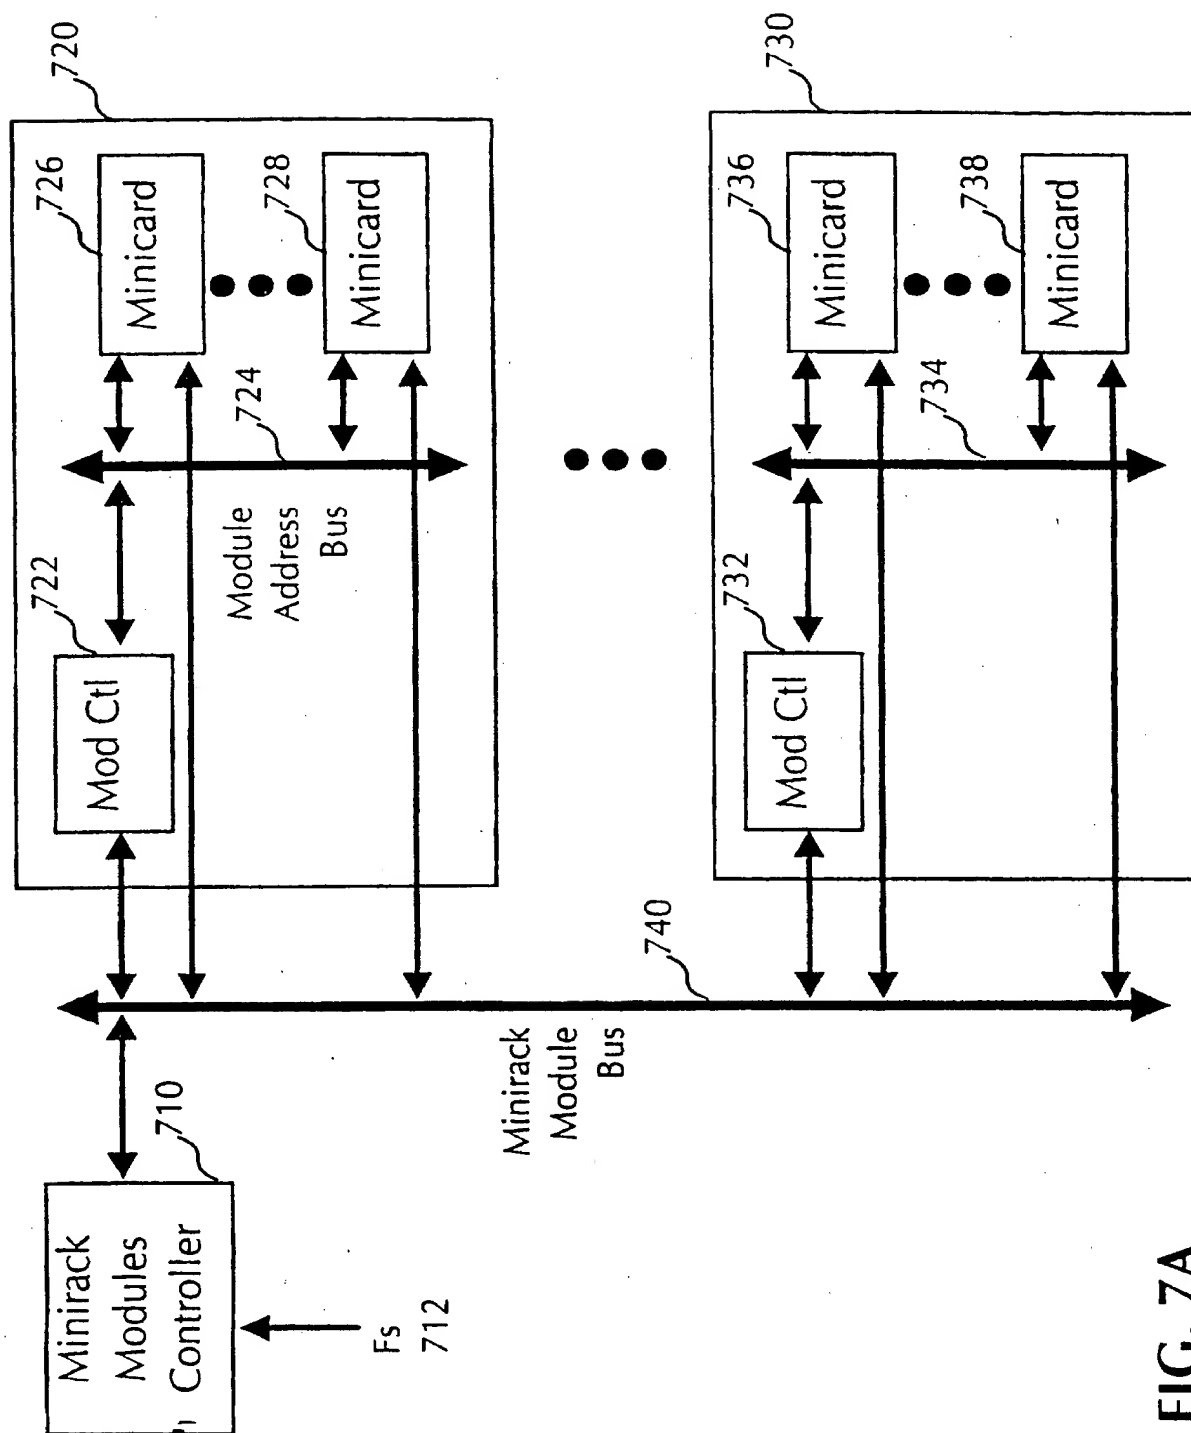 Minirack
Modules
Controller
710
Fs
712
Minirack
Module
Bus
740
720
722
Mod Ctl
Module
Address
Bus
724
726
Minicard
728
Minicard
730
732
Mod Ctl
734
736
Minicard
738
Minicard
FIG. 7A